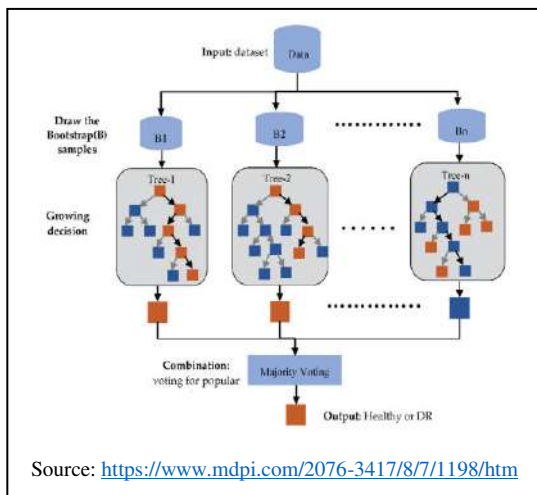 Input: dataset
Data
Draw the
Bootstrap(B)
samples
B1
B2
Bn
Growing
decision
Tree-1
Tree-2
Tree-n
Combination:
voting for popular
Majority Voting
Output: Healthy or DR
Source: https://www.mdpi.com/2076-3417/8/7/1198/htm